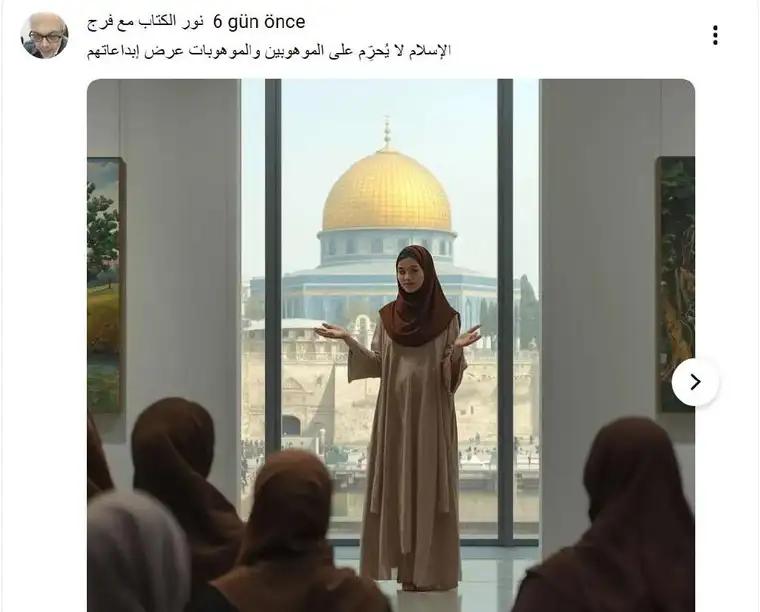 نور الكتاب مع فرج 6 gün önce
الإسلام لا يُحرِّم على الموهوبين والموهوبات عرض إبداعاتهم